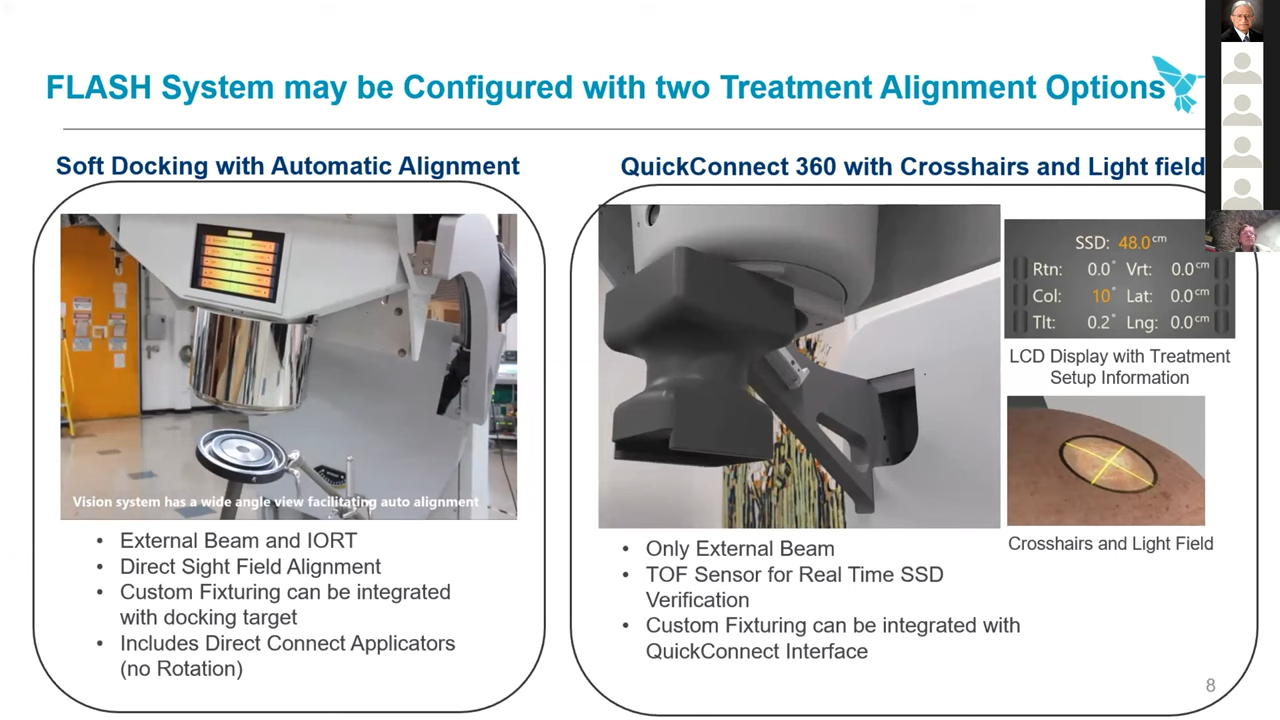 FLASH System may be Configured with two Treatment Alignment Options
Soft Docking with Automatic Alignment
Vision system has a wide angle view facilitating auto alignment
• External Beam and IORT
• Direct Sight Field Alignment
• Custom Fixturing can be integrated
with docking target
• Includes Direct Connect Applicators
(no Rotation)
QuickConnect 360 with Crosshairs and Light field
SSD: 48.0cm
Rtn: 0.0° Vrt: 0.0cm
Col: 10° Lat: 0.0cm
Tlt: 0.2° Lng: 0.0cm
LCD Display with Treatment
Setup Information
Crosshairs and Light Field
• Only External Beam
• TOF Sensor for Real Time SSD
Verification
• Custom Fixturing can be integrated with
QuickConnect Interface
8